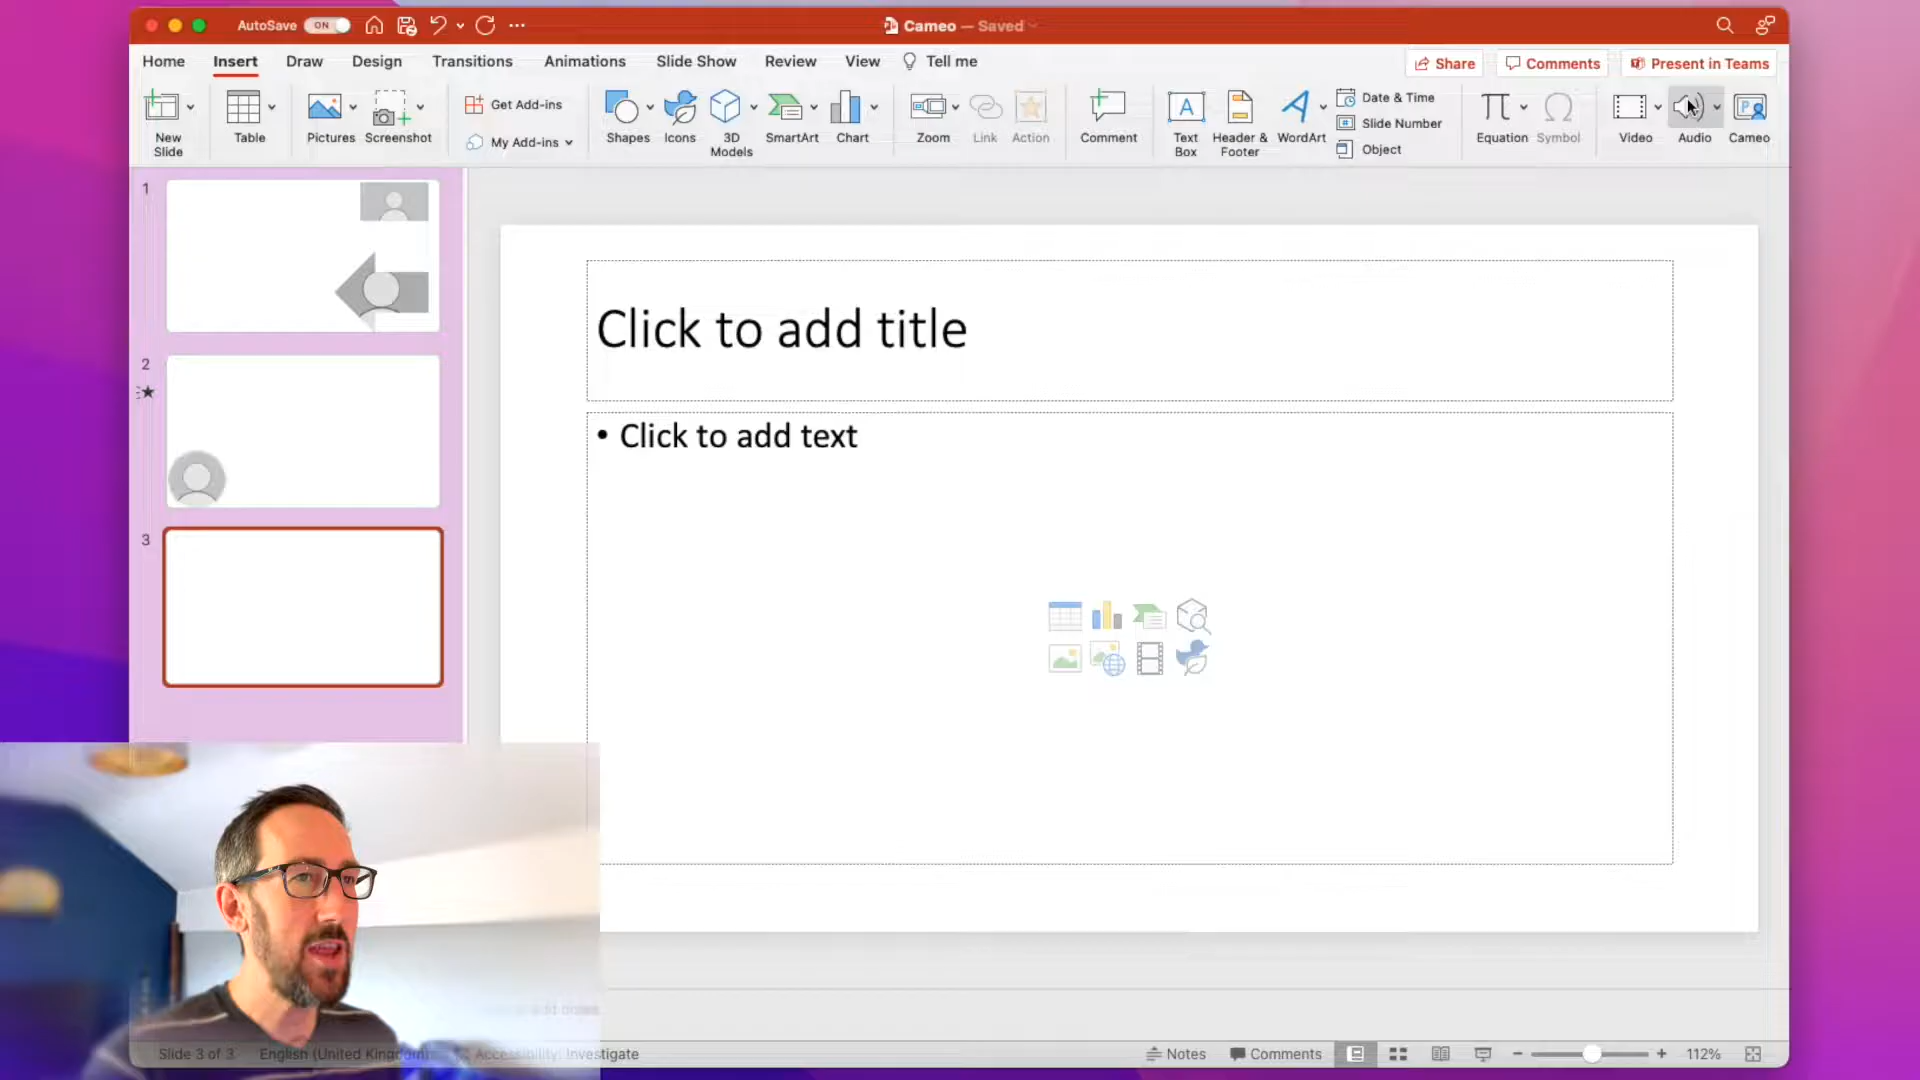 AutoSave ON Cameo — Saved
Home Insert Draw Design Transitions Animations Slide Show Review View Tell me Share Comments Present in Teams
New Slide
Table
Pictures
Screenshot
Get Add-ins
My Add-ins
Shapes
Icons
3D Models
SmartArt
Chart
Zoom
Link
Action
Comment
Text Box
Header & Footer
WordArt
Date & Time
Slide Number
Object
Equation
Symbol
Video
Audio
Cameo
1
2
3
Click to add title
• Click to add text
Slide 3 of 3 English (United Kingdom) Accessibility: Investigate Notes Comments 112%